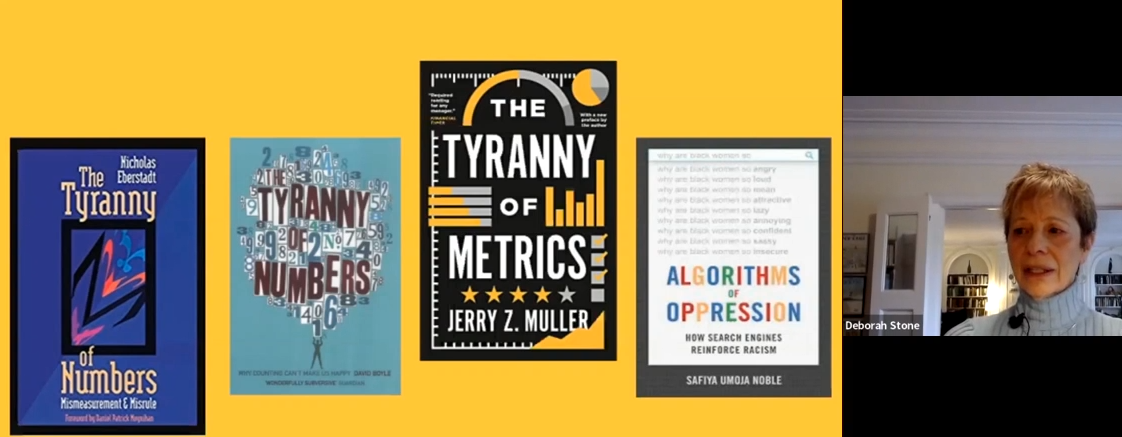 Nicholas
Eberstadt
The
Tyranny
of
Numbers
Mismeasurement & Misrule
Foreword by Daniel Patrick Moynihan
THE
TYRANNY
OF
NUMBERS
WHY COUNTING CAN'T MAKE US HAPPY DAVID BOYLE
'WONDERFULLY SUBVERSIVE' GUARDIAN
"Required
reading
for any
manager."
FINANCIAL
TIMES
With a new
preface by
the author
THE
TYRANNY
OF
METRICS
JERRY Z. MULLER
why are black women so
why are black women so angry
why are black women so loud
why are black women so mean
why are black women so attractive
why are black women so lazy
why are black women so annoying
why are black women so confident
why are black women so sassy
why are black women so insecure
ALGORITHMS
OF
OPPRESSION
HOW SEARCH ENGINES
REINFORCE RACISM
SAFIYA UMOJA NOBLE
Deborah Stone